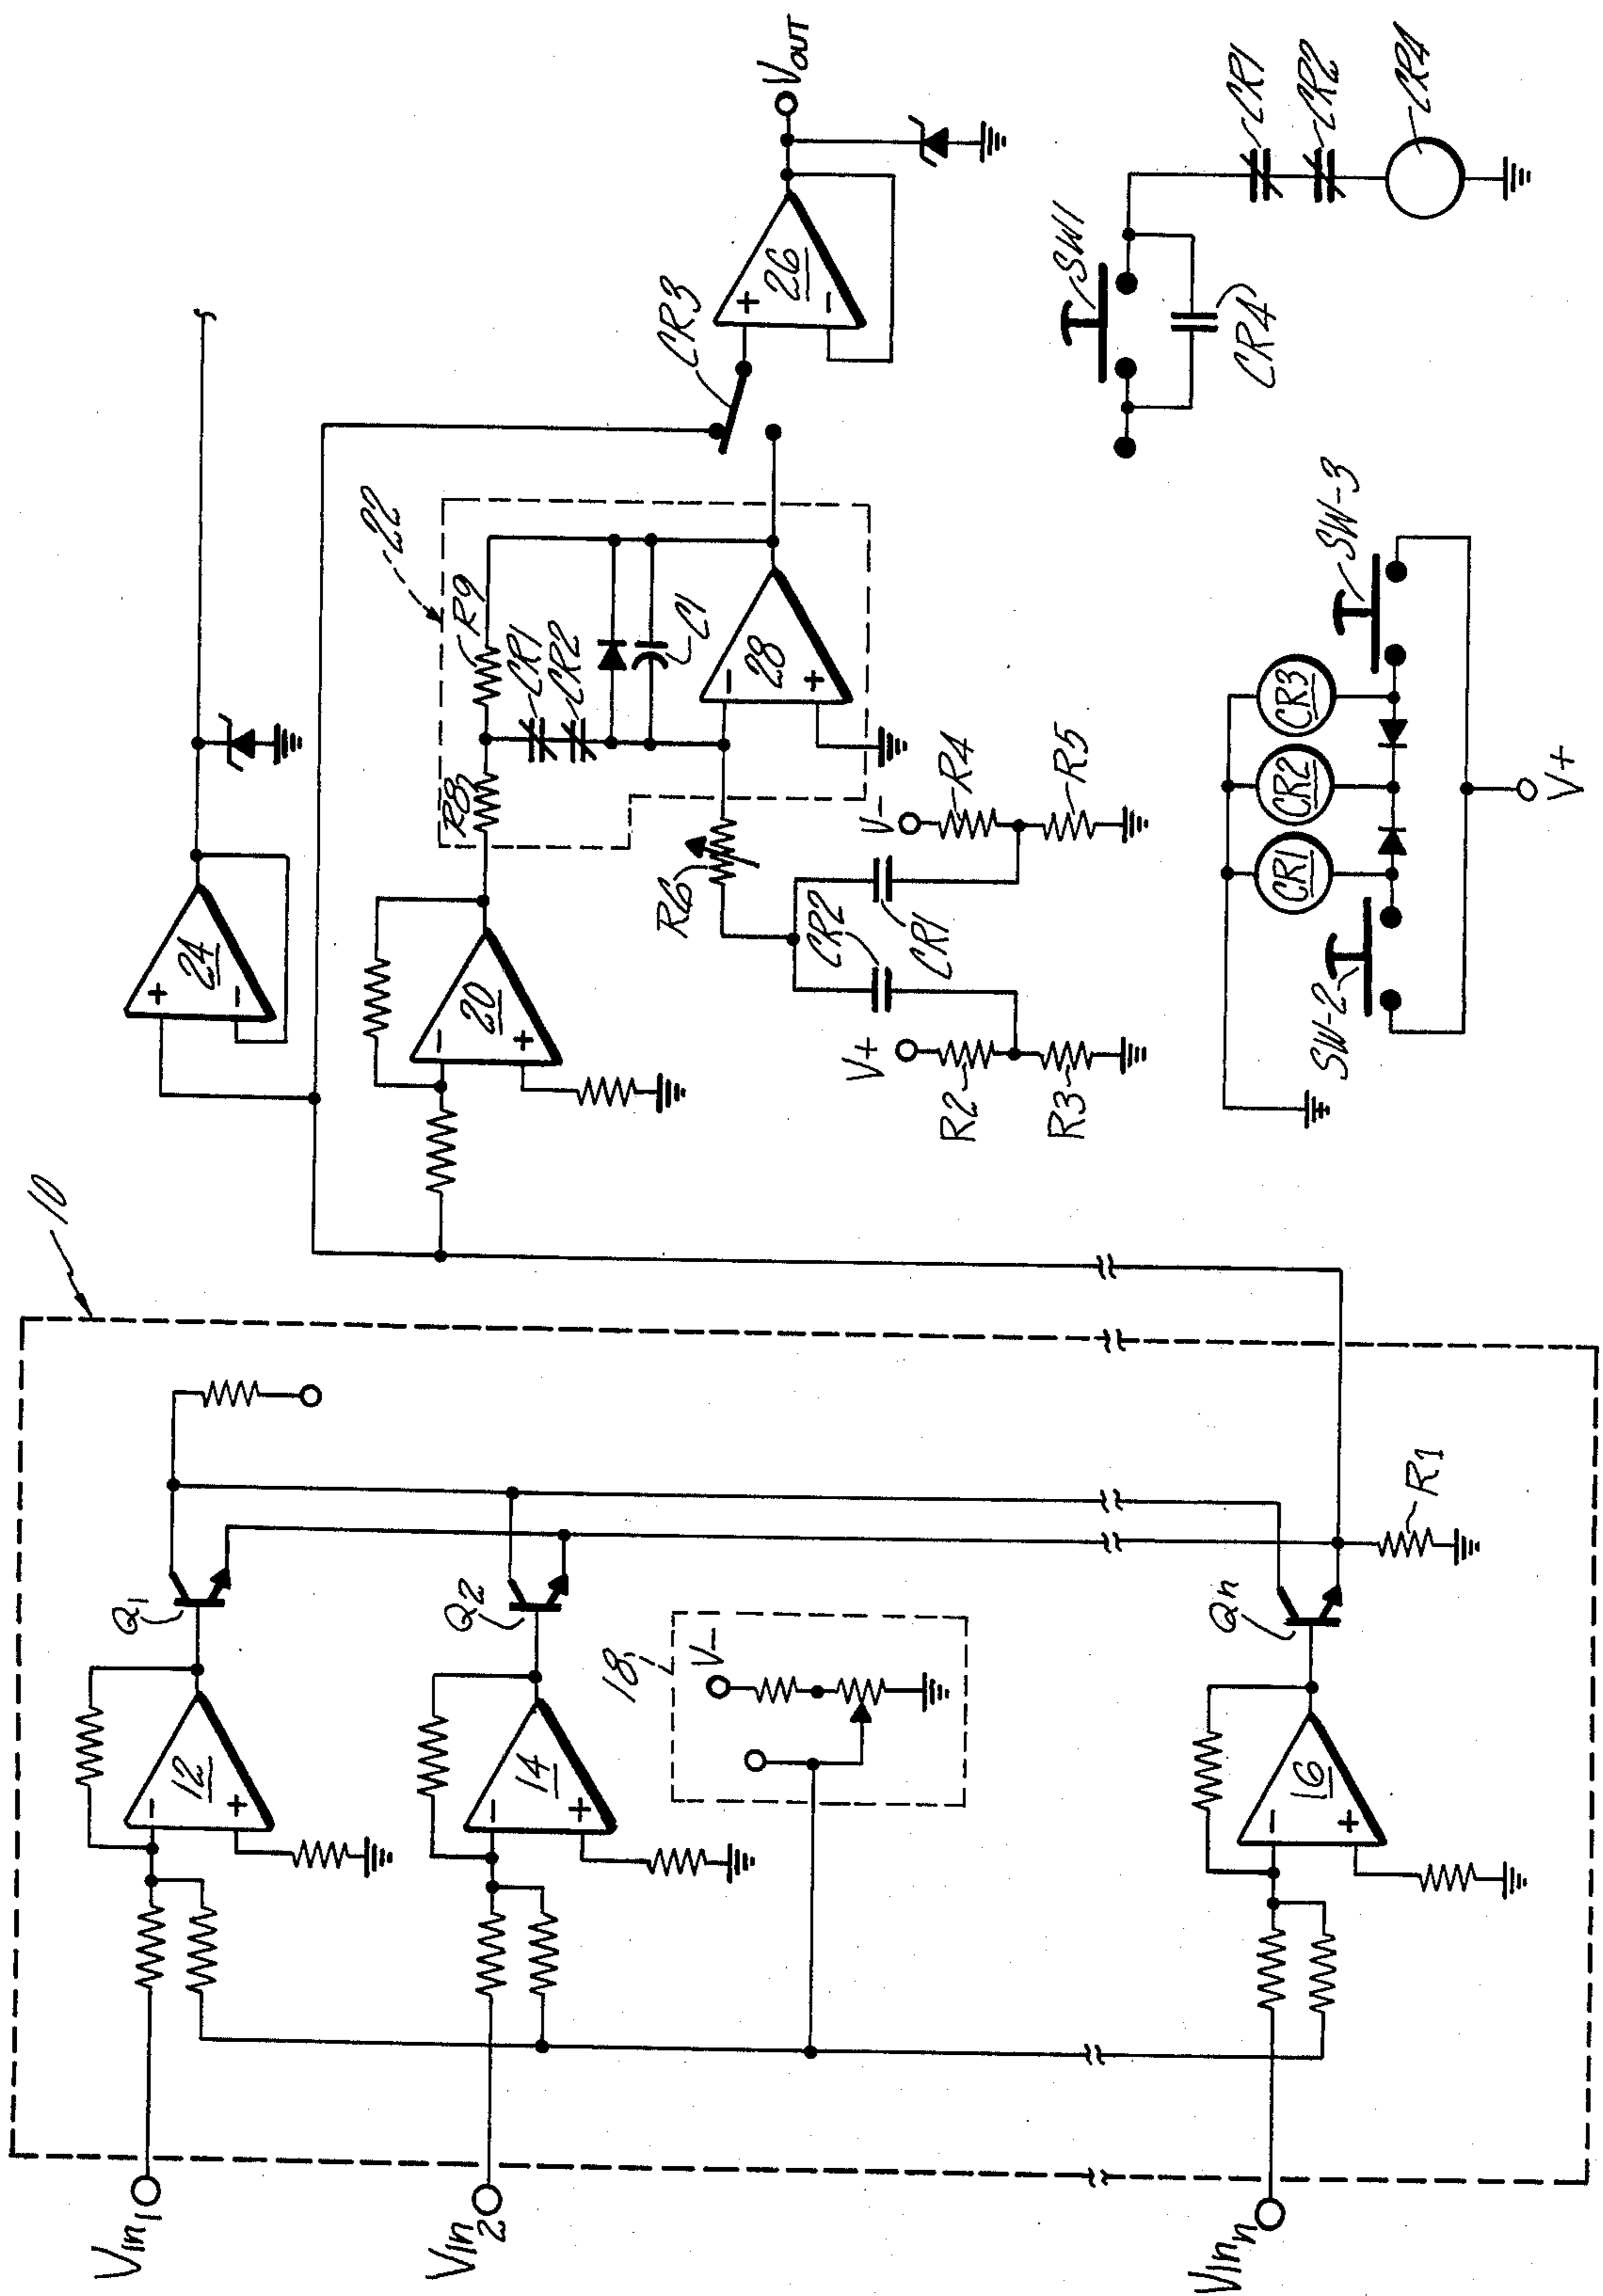 10
Vin1
12
Q1
Vin2
14
Q2
18
V-
Vinn
16
Qn
R1
24
20
22
R8
R9
CR1
CR2
C1
28
R6
CR3
26
VOUT
V+
R2
R3
CR2
CR1
V-
R4
R5
SW1
CR4
CR1
CR2
CR4
SW-2
CR1
CR2
CR3
SW-3
V+